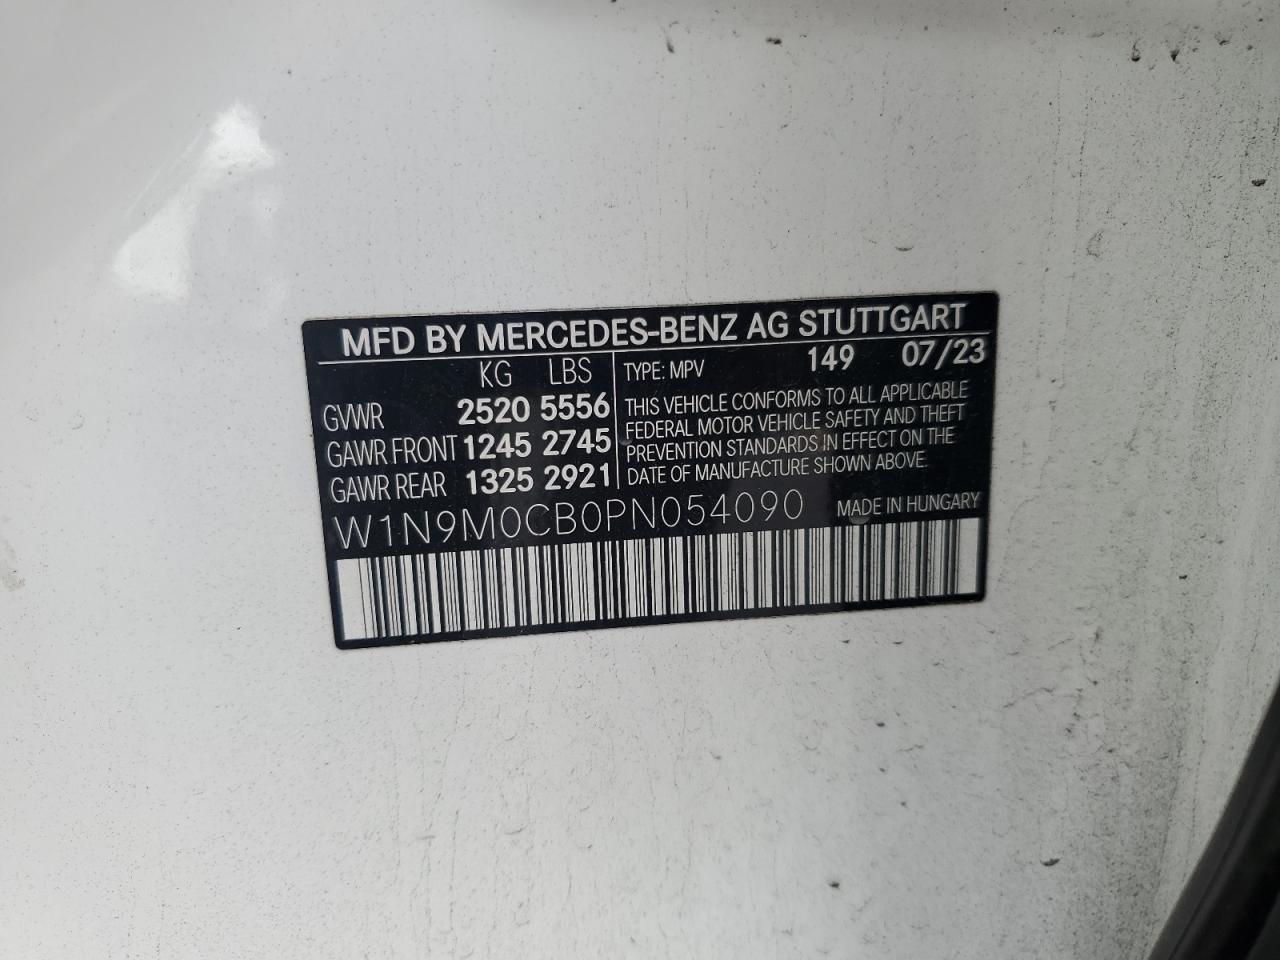 MFD BY MERCEDES-BENZ AG STUTTGART
KG LBS
GVWR 2520 5556
GAWR FRONT 1245 2745
GAWR REAR 1325 2921
TYPE: MPV 149 07/23
THIS VEHICLE CONFORMS TO ALL APPLICABLE
FEDERAL MOTOR VEHICLE SAFETY AND THEFT
PREVENTION STANDARDS IN EFFECT ON THE
DATE OF MANUFACTURE SHOWN ABOVE.
W1N9M0CB0PN054090 MADE IN HUNGARY